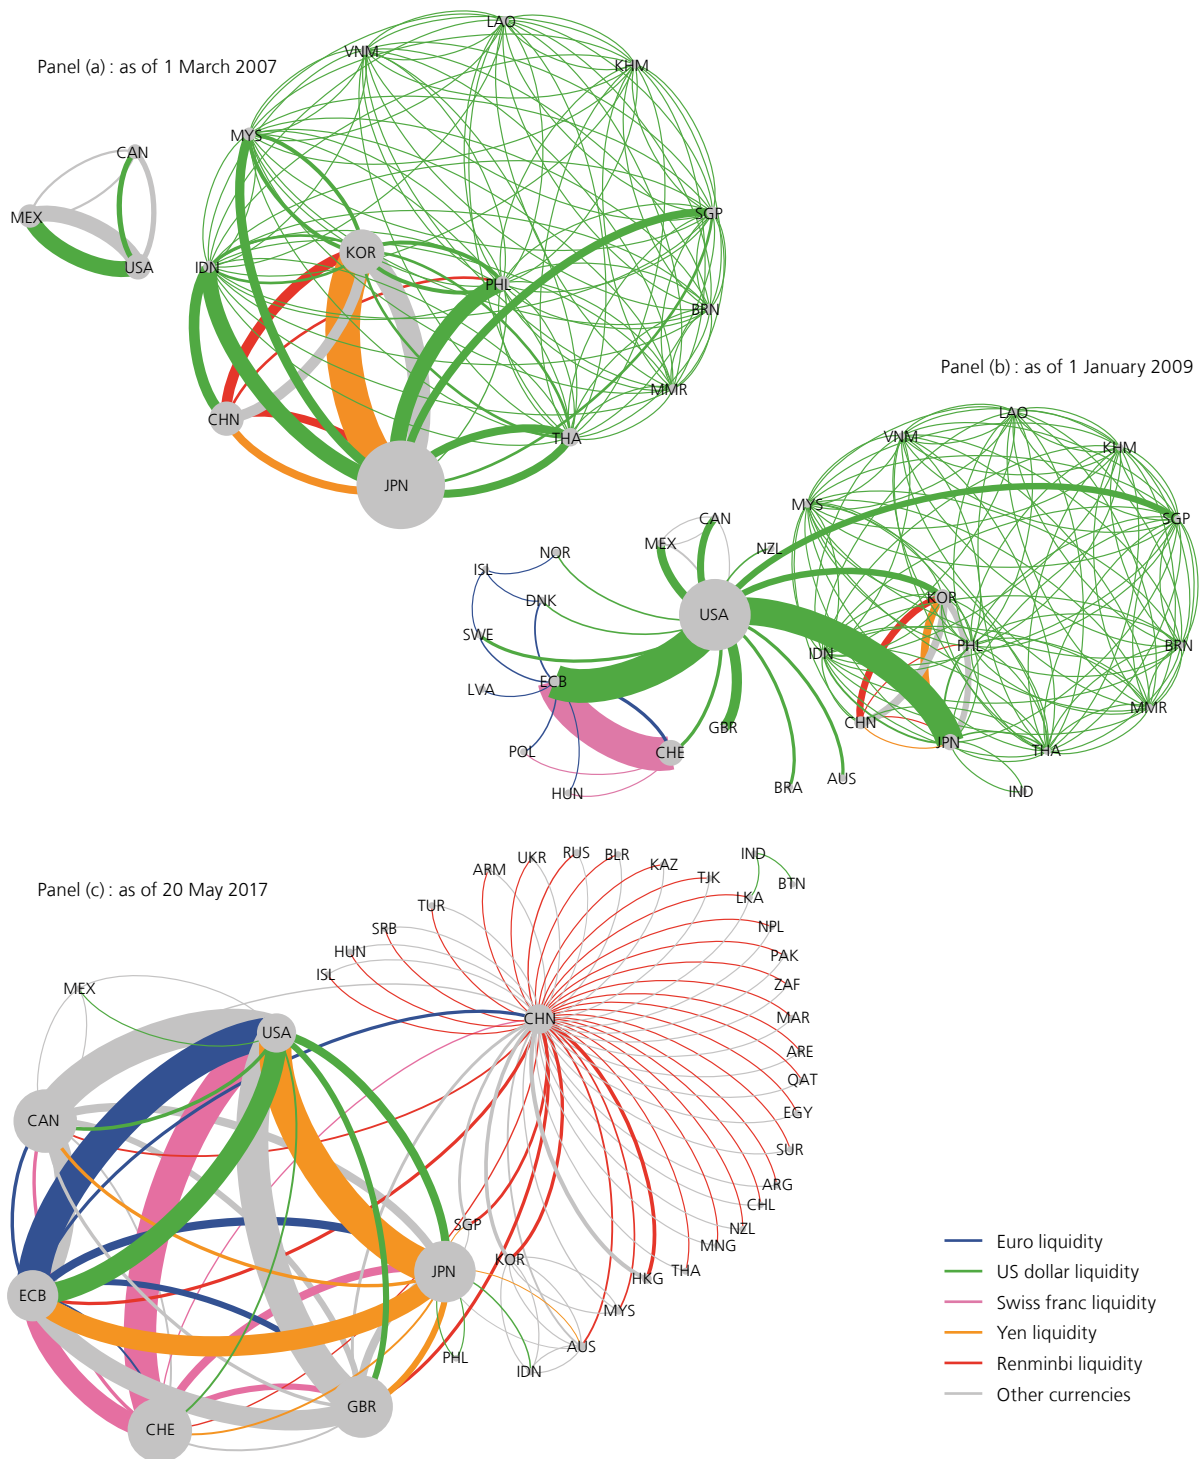 LAO
VNM
KHM
Panel (a) : as of 1 March 2007
MYS
CAN
MEX
SGP
KOR
USA
IDN
PHL
BRN
MMR
CHN
THA
JPN
Panel (b) : as of 1 January 2009
LAO
VNM
KHM
MYS
SGP
CAN
MEX
NZL
NOR
ISL
DNK
KOR
USA
SWE
PHL
BRN
IDN
ECB
LVA
MMR
CHN
GBR
JPN
THA
POL
CHE
AUS
BRA
IND
HUN
Panel (c) : as of 20 May 2017
RUS
BLR
IND
UKR
KAZ
ARM
TJK
BTN
LKA
TUR
SRB
NPL
HUN
PAK
ISL
ZAF
MEX
MAR
CHN
USA
ARE
QAT
EGY
CAN
SUR
ARG
CHL
SGP
NZL
MNG
KOR
JPN
THA
HKG
ECB
MYS
AUS
PHL
IDN
GBR
CHE
Euro liquidity
US dollar liquidity
Swiss franc liquidity
Yen liquidity
Renminbi liquidity
Other currencies